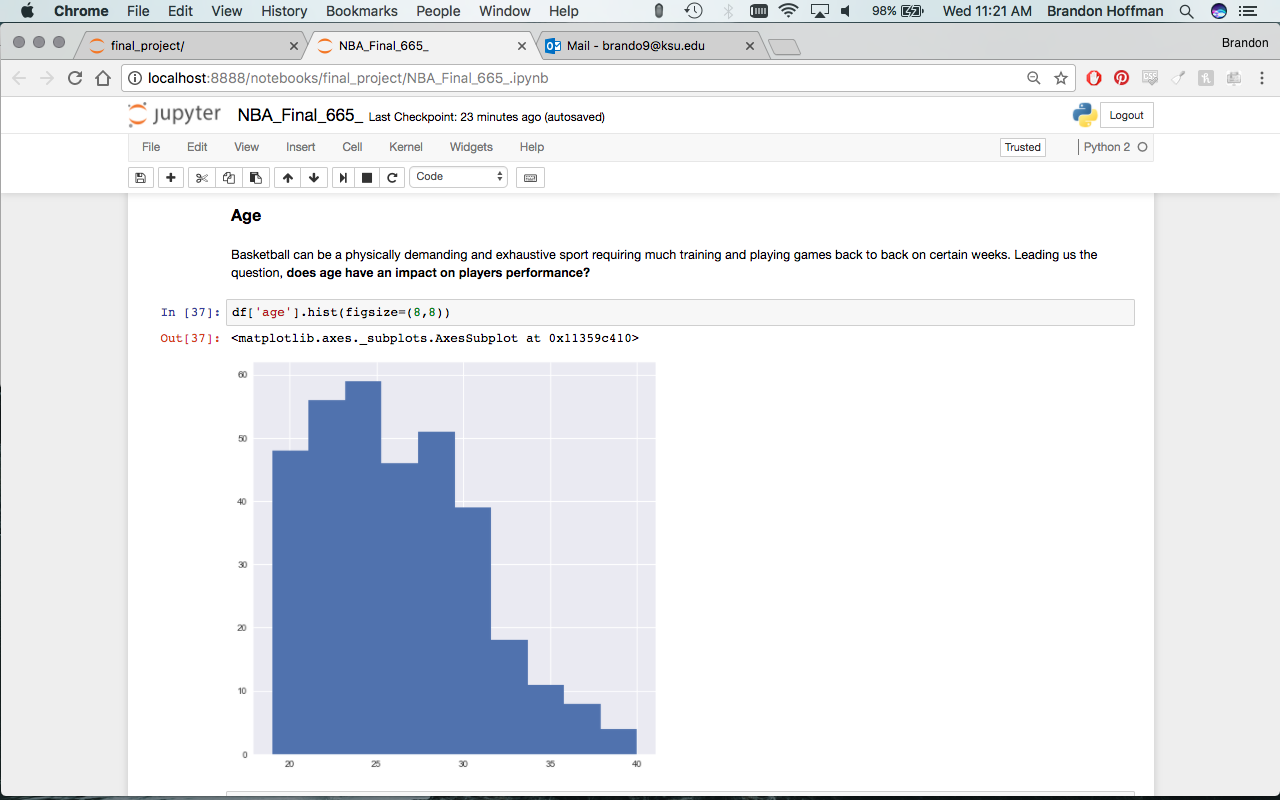 Chrome File Edit View History Bookmarks People Window Help 98% Wed 11:21 AM Brandon Hoffman
final_project/ NBA_Final_665_ Mail - brando9@ksu.edu Brandon
localhost:8888/notebooks/final_project/NBA_Final_665_.ipynb
jupyter NBA_Final_665_ Last Checkpoint: 23 minutes ago (autosaved) Logout
File Edit View Insert Cell Kernel Widgets Help Trusted Python 2
Code
Age
Basketball can be a physically demanding and exhaustive sport requiring much training and playing games back to back on certain weeks. Leading us the
question, does age have an impact on players performance?
In [37]: df['age'].hist(figsize=(8,8))
Out[37]: <matplotlib.axes._subplots.AxesSubplot at 0x11359c410>
60
50
40
30
20
10
0
20 25 30 35 40